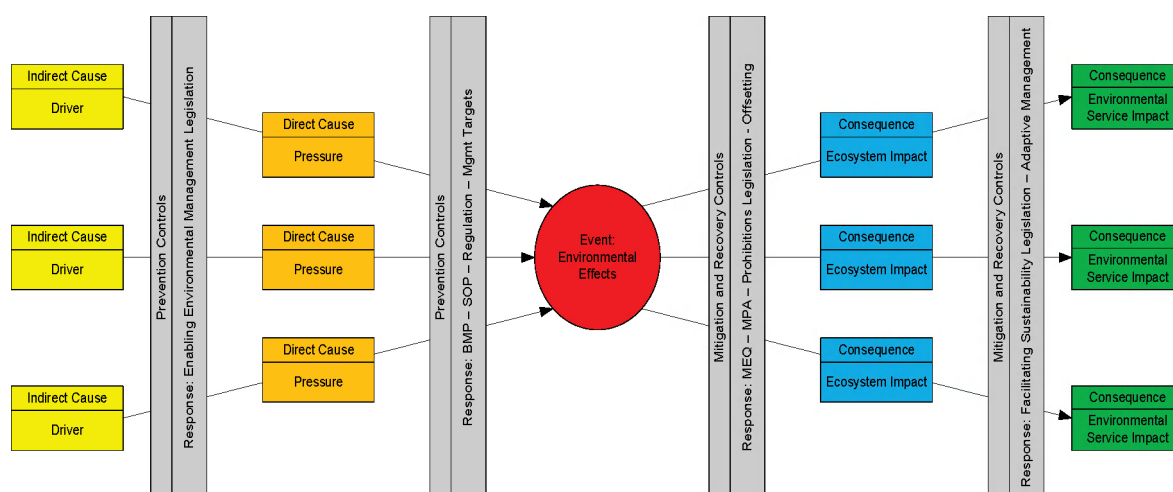 Indirect Cause
Driver
Indirect Cause
Driver
Indirect Cause
Driver
Prevention Controls
Response: Enabling Environmental Management Legislation
Direct Cause
Pressure
Direct Cause
Pressure
Direct Cause
Pressure
Prevention Controls
Response: BMP – SOP – Regulation – Mgmt Targets
Event:
Environmental
Effects
Mitigation and Recovery Controls
Response: MEQ – MPA – Prohibitions Legislation - Offsetting
Consequence
Ecosystem Impact
Consequence
Ecosystem Impact
Consequence
Ecosystem Impact
Mitigation and Recovery Controls
Response: Facilitating Sustainability Legislation – Adaptive Management
Consequence
Environmental
Service Impact
Consequence
Environmental
Service Impact
Consequence
Environmental
Service Impact